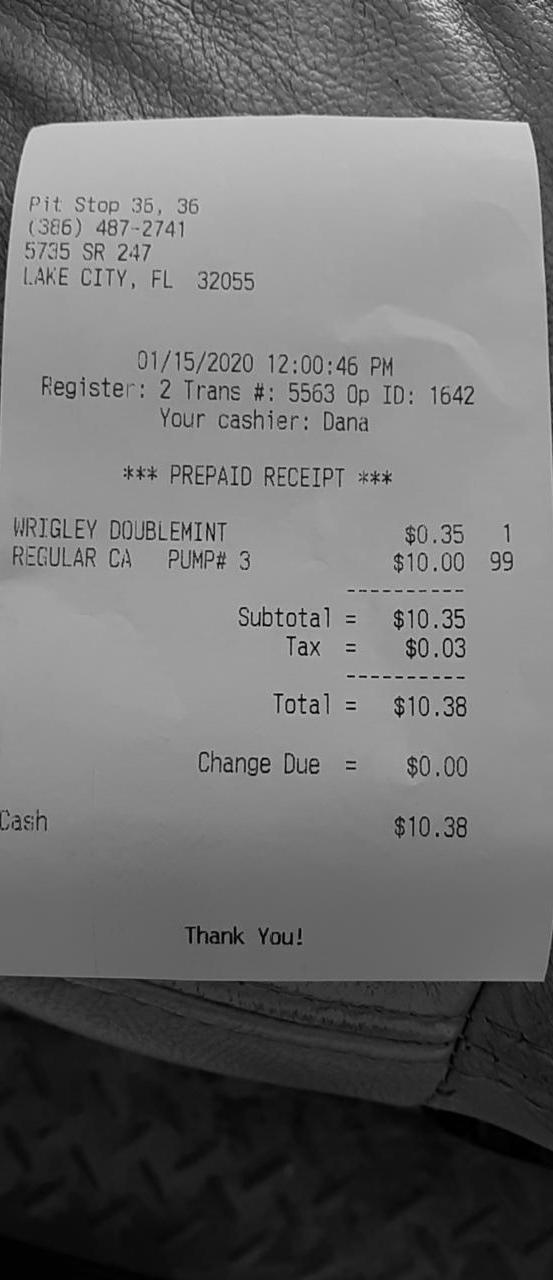 Pit Stop 36, 36
(386) 487-2741
5735 SR 247
LAKE CITY, FL 32055
01/15/2020 12:00:46 PM
Register: 2 Trans #: 5563 Op ID: 1642
Your cashier: Dana
*** PREPAID RECEIPT ***
WRIGLEY DOUBLEMINT $0.35 1
REGULAR CA PUMP# 3 $10.00 99
----------
Subtotal = $10.35
Tax = $0.03
----------
Total = $10.38
Change Due = $0.00
Cash $10.38
Thank You!